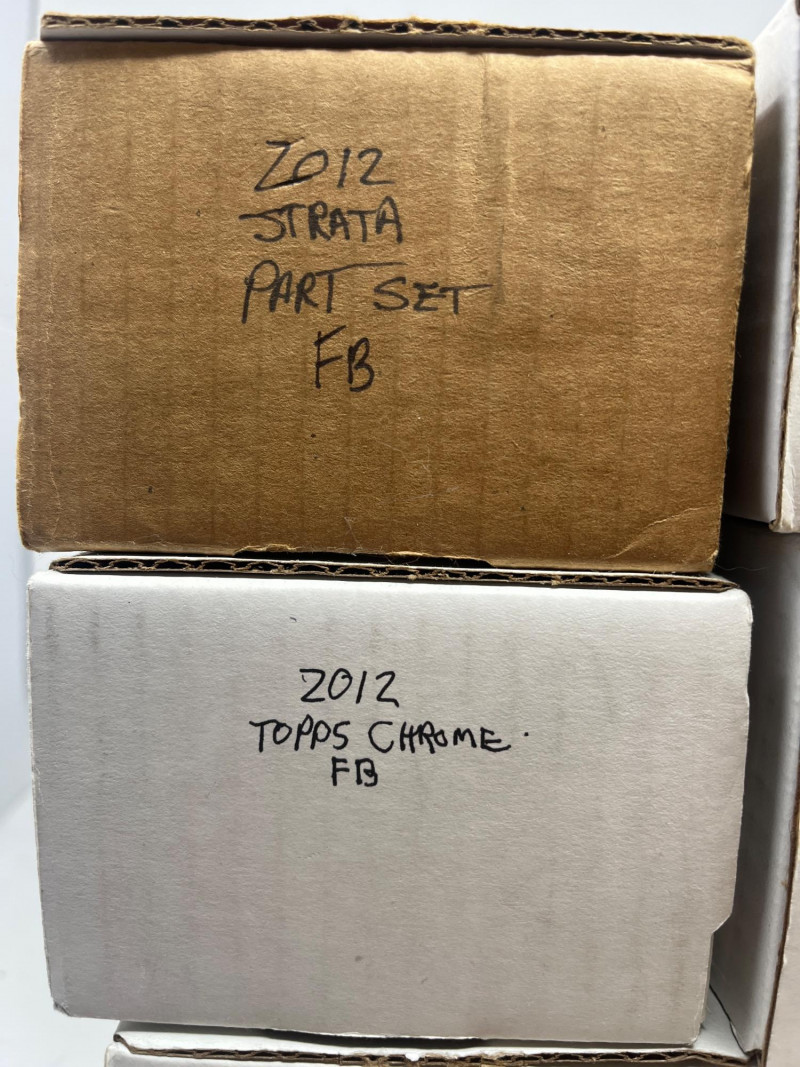 2012
STRATA
PART SET
FB
2012
TOPPS CHROME
FB